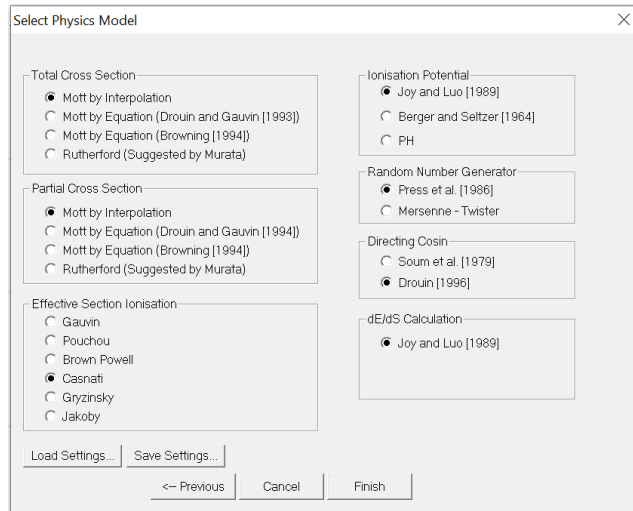 Select Physics Model
Total Cross Section
Mott by Interpolation
Mott by Equation (Drouin and Gauvin [1993])
Mott by Equation (Browning [1994])
Rutherford (Suggested by Murata)
Partial Cross Section
Mott by Interpolation
Mott by Equation (Drouin and Gauvin [1994])
Mott by Equation (Browning [1994])
Rutherford (Suggested by Murata)
Effective Section Ionisation
Gauvin
Pouchou
Brown Powell
Casnati
Gryzinsky
Jakoby
Ionisation Potential
Joy and Luo [1989]
Berger and Seltzer [1964]
PH
Random Number Generator
Press et al. [1986]
Mersenne - Twister
Directing Cosin
Soum et al. [1979]
Drouin [1996]
dE/dS Calculation
Joy and Luo [1989]
Load Settings... Save Settings...
<-- Previous Cancel Finish